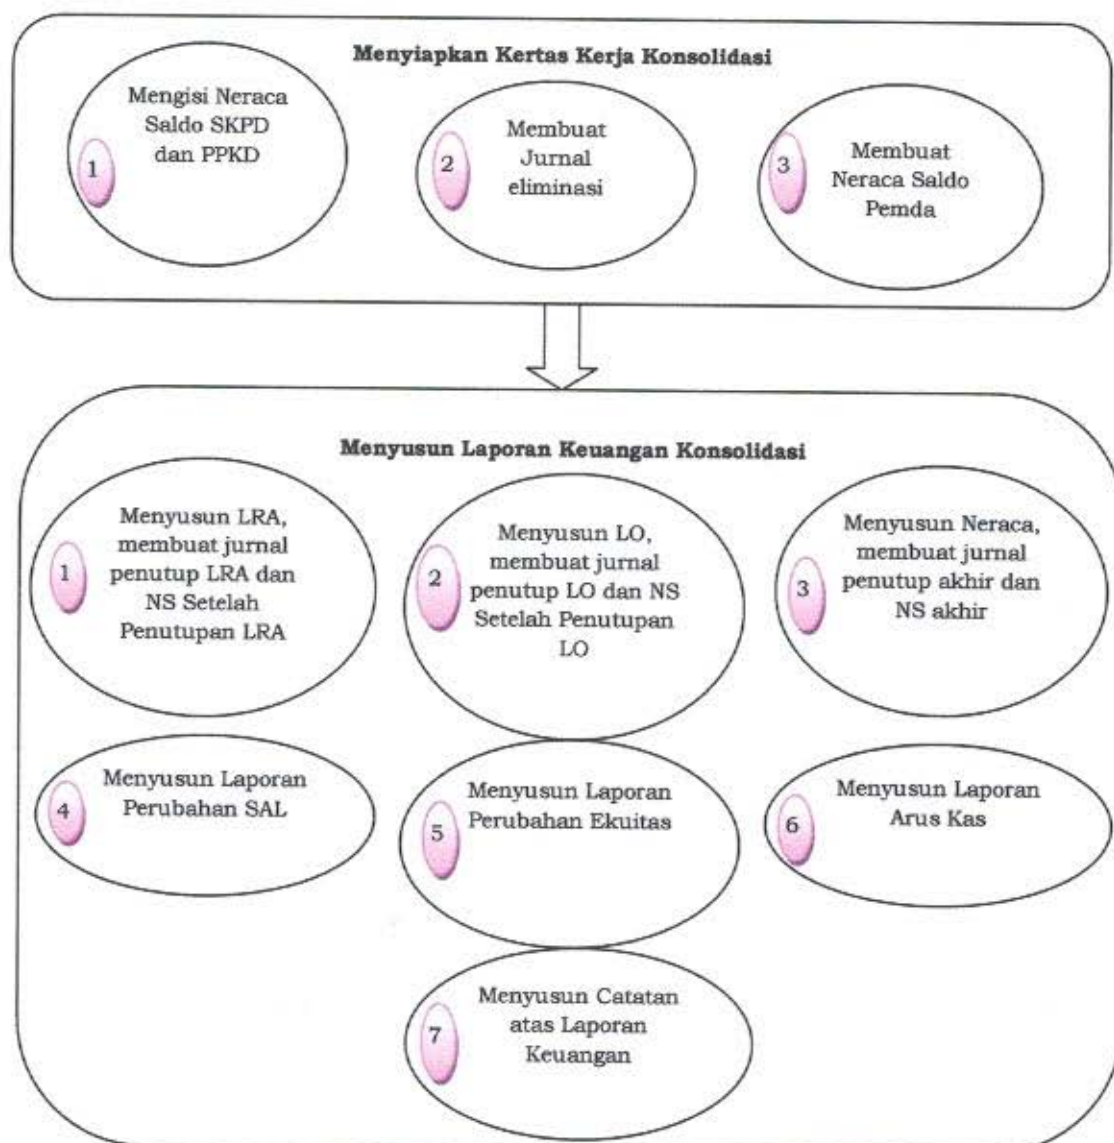 Menyiapkan Kertas Kerja Konsolidasi
1
Mengisi Neraca
Saldo SKPD
dan PPKD
2
Membuat
Jurnal
eliminasi
3
Membuat
Neraca Saldo
Pemda
Menyusun Laporan Keuangan Konsolidasi
1
Menyusun LRA,
membuat jurnal
penutup LRA dan
NS Setelah
Penutupan LRA
2
Menyusun LO,
membuat jurnal
penutup LO dan NS
Setelah Penutupan
LO
3
Menyusun Neraca,
membuat jurnal
penutup akhir dan
NS akhir
4
Menyusun Laporan
Perubahan SAL
5
Menyusun Laporan
Perubahan Ekuitas
6
Menyusun Laporan
Arus Kas
7
Menyusun Catatan
atas Laporan
Keuangan